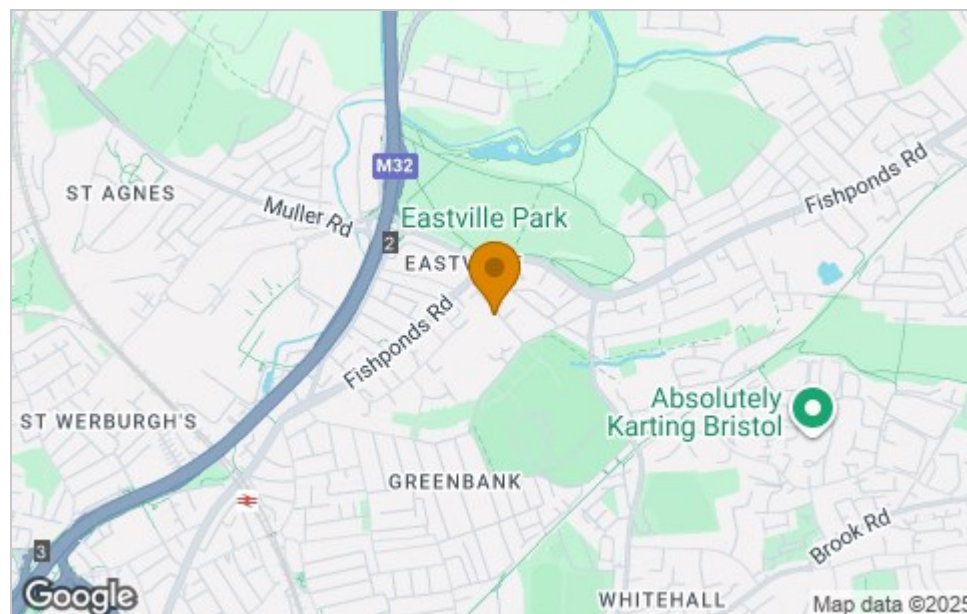 M32
ST AGNES
Muller Rd
Fishponds Rd
Eastville Park
2
Fishponds Rd
Absolutely
Karting Bristol
ST WERBURGH'S
GREENBANK
3
Brook Rd
WHITEHALL
Google
Map data ©2025